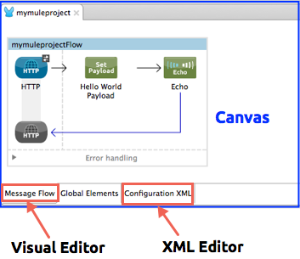 mymuleproject
mymuleprojectFlow
HTTP
Set Payload
Echo
HTTP
Hello World Payload
Echo
Canvas
HTTP
Error handling
Message Flow Global Elements Configuration XML
Visual Editor XML Editor